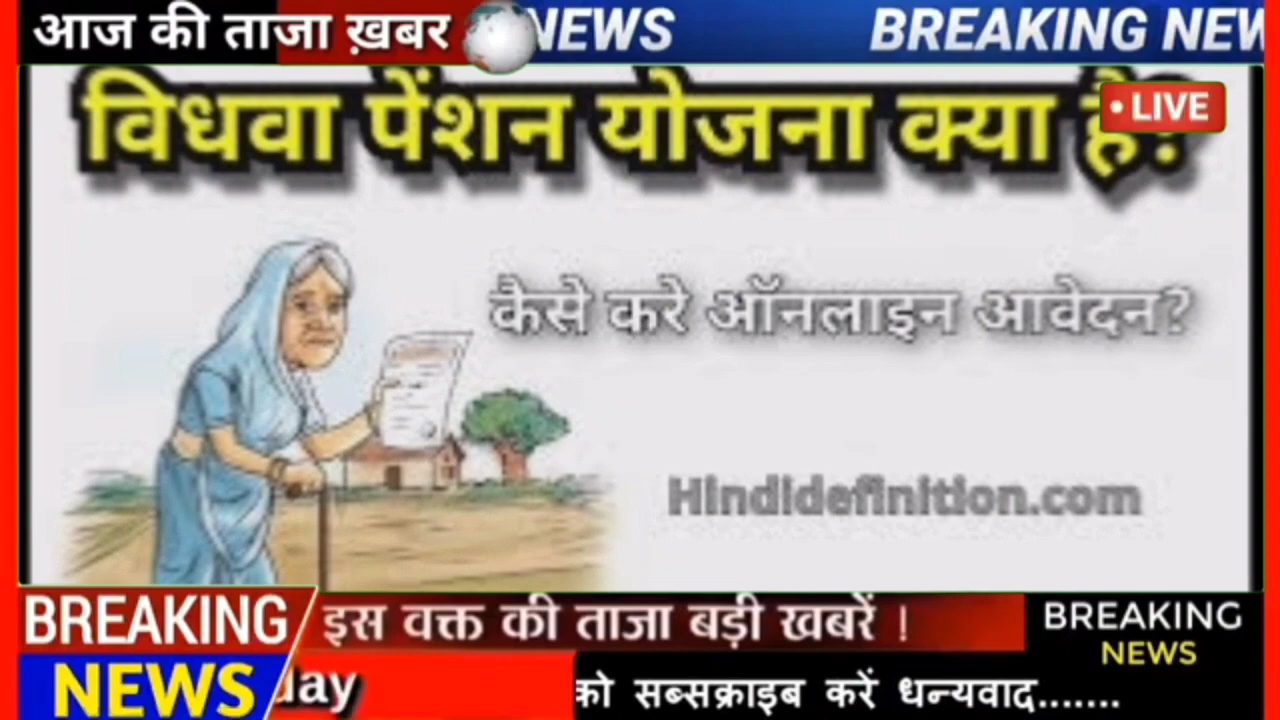 आज की ताजा ख़बर
NEWS
BREAKING NEW
विधवा पेंशन योजना क्या है?
• LIVE
कैसे करे ऑनलाइन आवेदन?
Hindidefinition.com
BREAKING
NEWS
इस वक्त की ताजा बड़ी खबरें !
BREAKING
NEWS
day
को सब्सक्राइब करें धन्यवाद.......